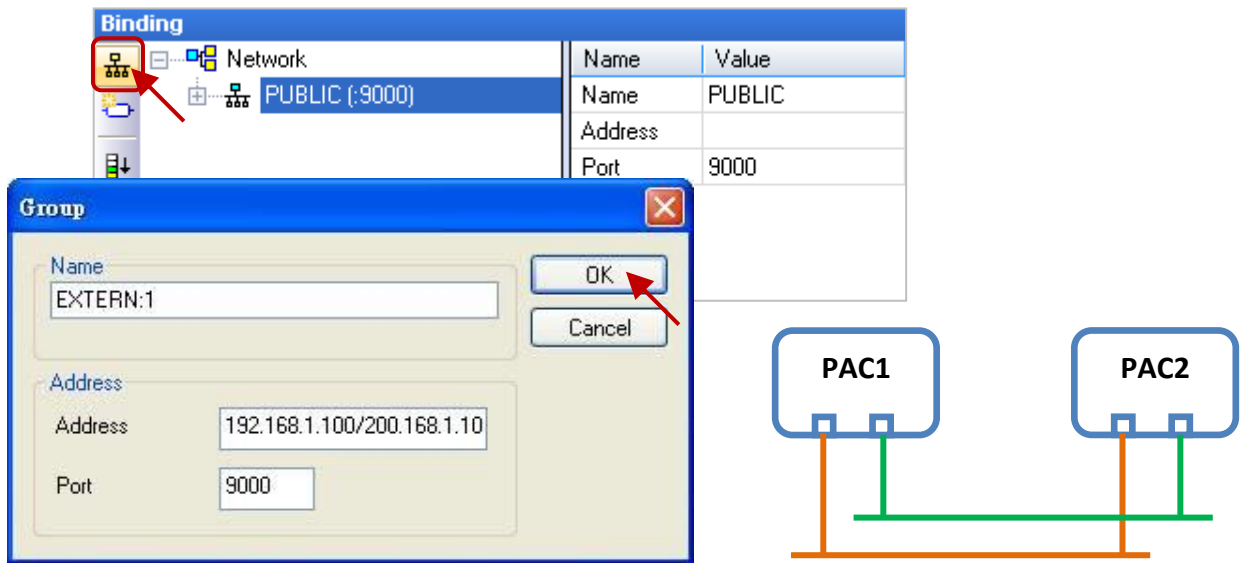 Binding
Network
PUBLIC (:9000)
Name Value
Name PUBLIC
Address
Port 9000
Group
Name
EXTERN:1
OK
Cancel
Address
Address 192.168.1.100/200.168.1.10
Port 9000
PAC1
PAC2